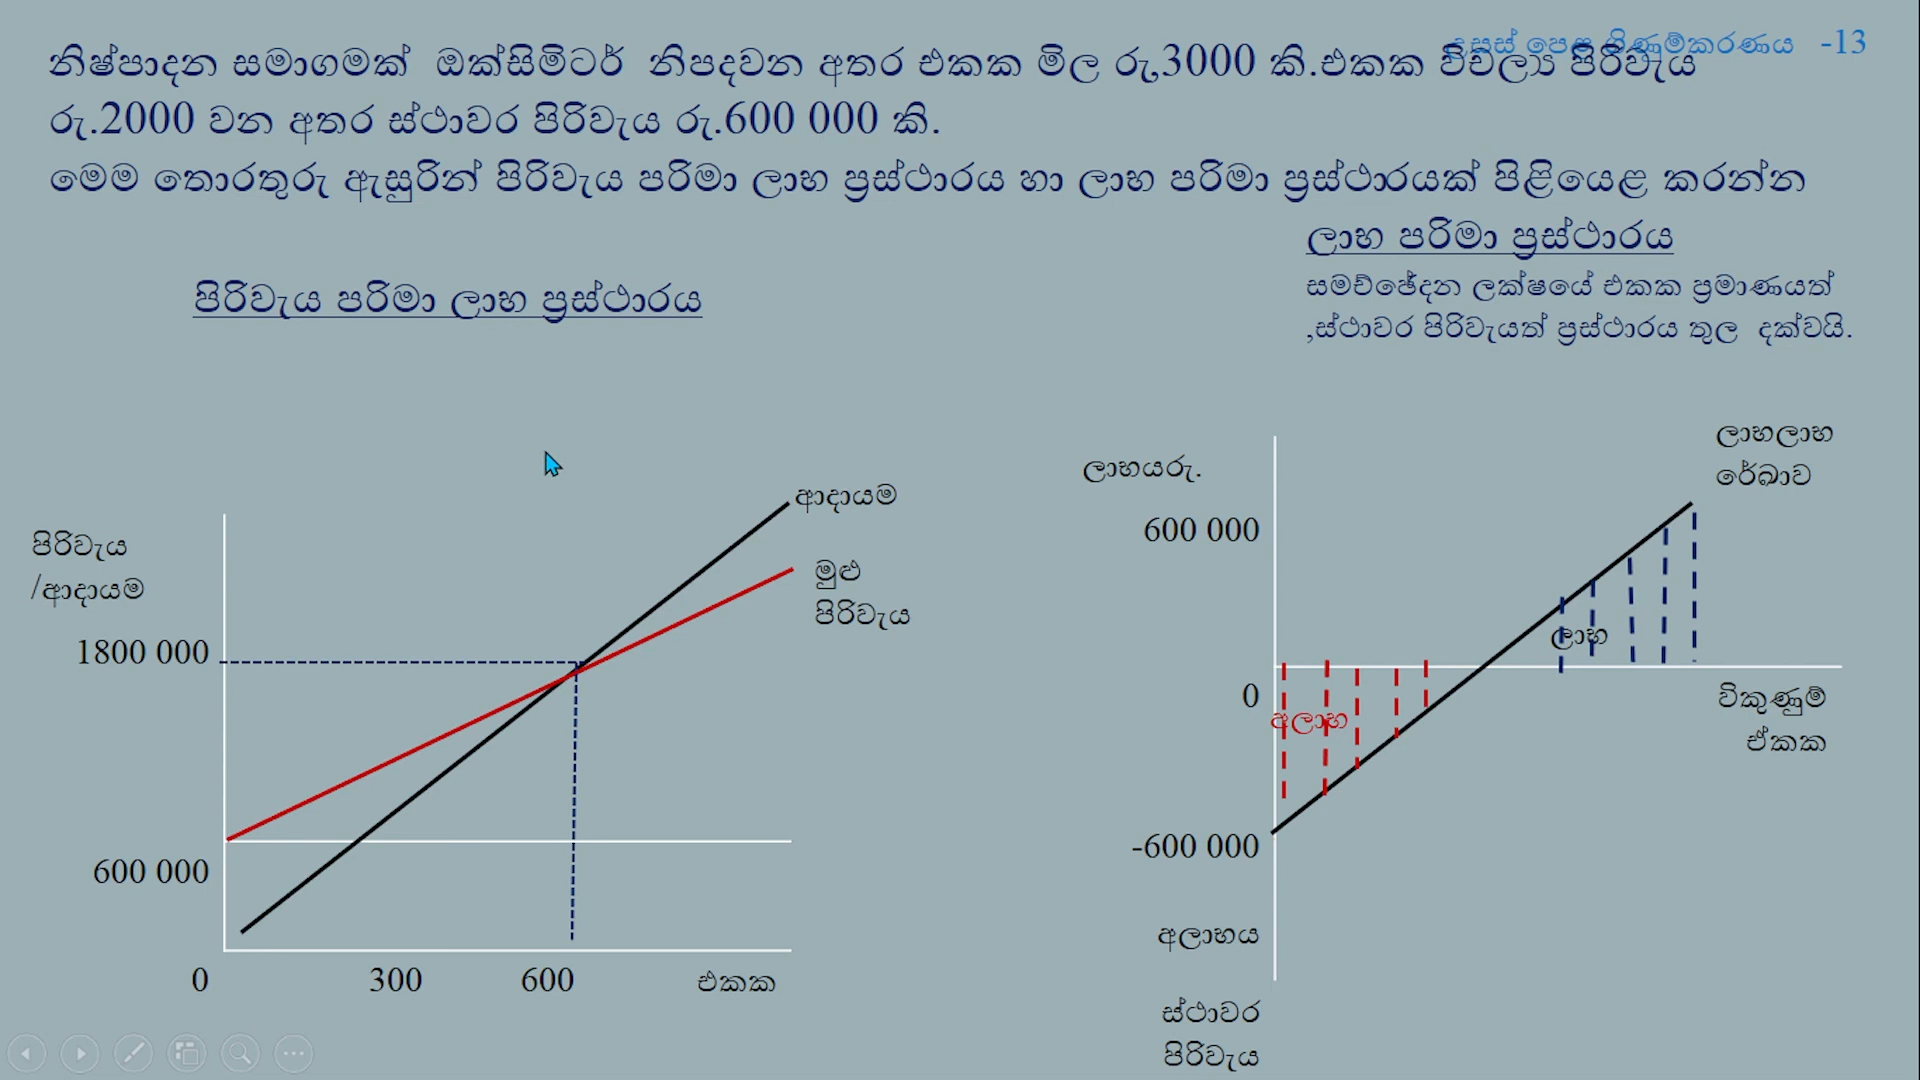 උසස් පෙළ ගිණුම්කරණය -13
නිෂ්පාදන සමාගමක් ඔක්සිමීටර් නිපදවන අතර එකක මිල රු,3000 කි.එකක විචල්‍ය පිරිවැය
රු.2000 වන අතර ස්ථාවර පිරිවැය රු.600 000 කි.
මෙම තොරතුරු ඇසුරින් පිරිවැය පරිමා ලාභ ප්‍රස්ථාරය හා ලාභ පරිමා ප්‍රස්ථාරයක් පිළියෙළ කරන්න
ලාභ පරිමා ප්‍රස්ථාරය
සමච්ඡේදන ලක්ෂයේ එකක ප්‍රමාණයත්
,ස්ථාවර පිරිවැයත් ප්‍රස්ථාරය තුල දක්වයි.
පිරිවැය පරිමා ලාභ ප්‍රස්ථාරය
ආදායම
පිරිවැය
/ආදායම
මුළු
පිරිවැය
1800 000
600 000
0 300 600 එකක
ලාභලාභ
රේඛාව
ලාභයරු.
600 000
ලාභ
0
අලාභ
විකුණුම්
ඒකක
-600 000
අලාභය
ස්ථාවර
පිරිවැය